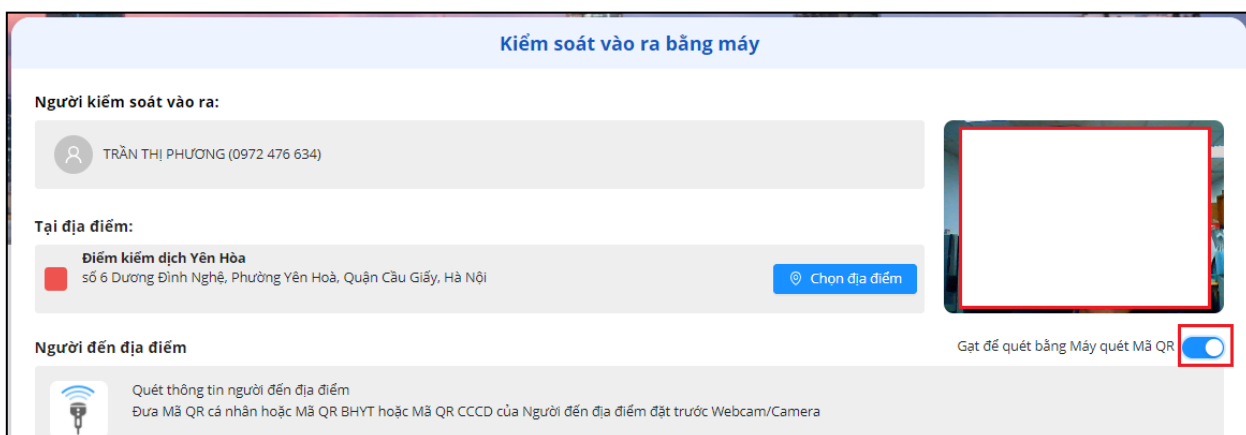 Kiểm soát vào ra bằng máy
Người kiểm soát vào ra:
TRẦN THỊ PHƯƠNG (0972 476 634)
Tại địa điểm:
Điểm kiểm dịch Yên Hòa
số 6 Dương Đình Nghệ, Phường Yên Hoà, Quận Cầu Giấy, Hà Nội
Chọn địa điểm
Người đến địa điểm
Gạt để quét bằng Máy quét Mã QR
Quét thông tin người đến địa điểm
Đưa Mã QR cá nhân hoặc Mã QR BHYT hoặc Mã QR CCCD của Người đến địa điểm đặt trước Webcam/Camera